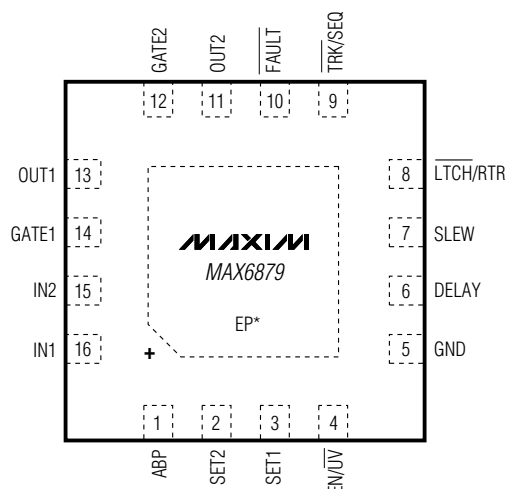 GATE2
OUT2
FAULT
TRK/SEQ
12
11
10
9
OUT1 13
8 LTCH/RTR
GATE1 14
MAXIM
7 SLEW
MAX6879
IN2 15
6 DELAY
EP*
IN1 16
+
5 GND
1
2
3
4
ABP
SET2
SET1
EN/UV